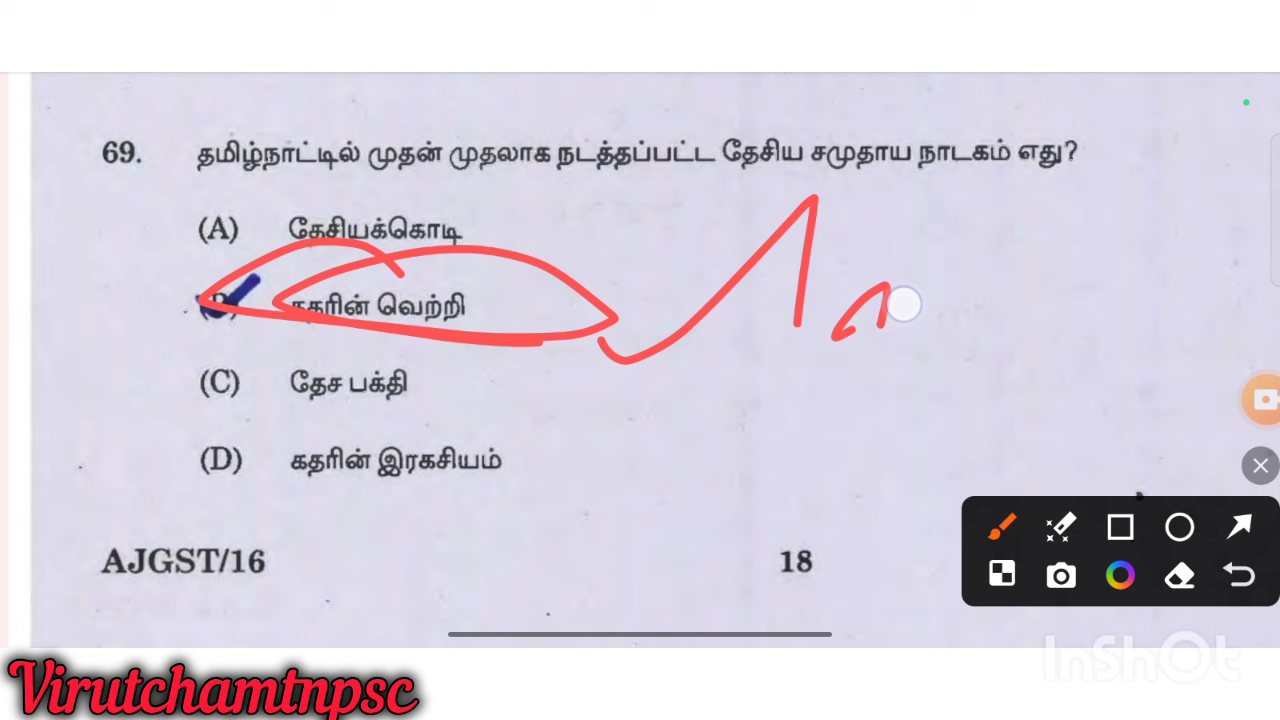 69. தமிழ்நாட்டில் முதன் முதலாக நடத்தப்பட்ட தேசிய சமுதாய நாடகம் எது?
(A) தேசியக்கொடி
(B) கதரின் வெற்றி
(C) தேச பக்தி
(D) கதரின் இரகசியம்
AJGST/16 18
InShOt
Virutchamtnpsc